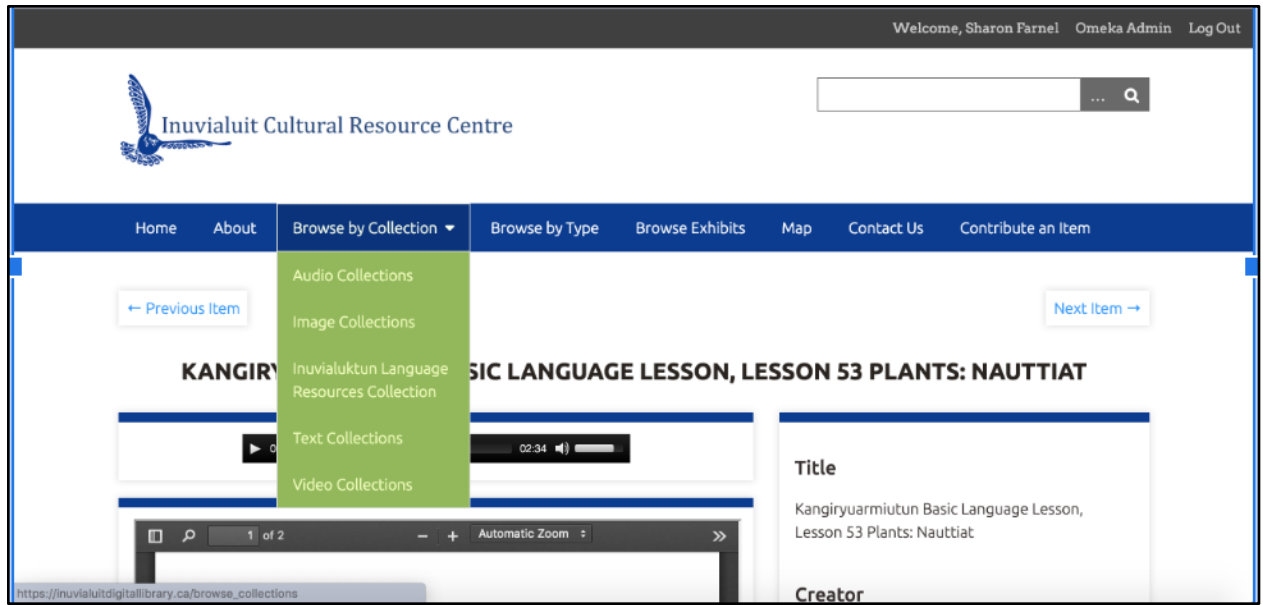 Welcome, Sharon Farnel Omeka Admin Log Out
Inuvialuit Cultural Resource Centre
...
Home About Browse by Collection Browse by Type Browse Exhibits Map Contact Us Contribute an Item
Audio Collections
← Previous Item
Next Item →
Image Collections
Inuvialuktun Language
Resources Collection
KANGIRY SIC LANGUAGE LESSON, LESSON 53 PLANTS: NAUTTIAT
Text Collections
02:34
Video Collections
Title
Kangiryuarmiutun Basic Language Lesson,
Lesson 53 Plants: Nauttiat
1 of 2 − + Automatic Zoom
https://inuvialuitdigitallibrary.ca/browse_collections
Creator